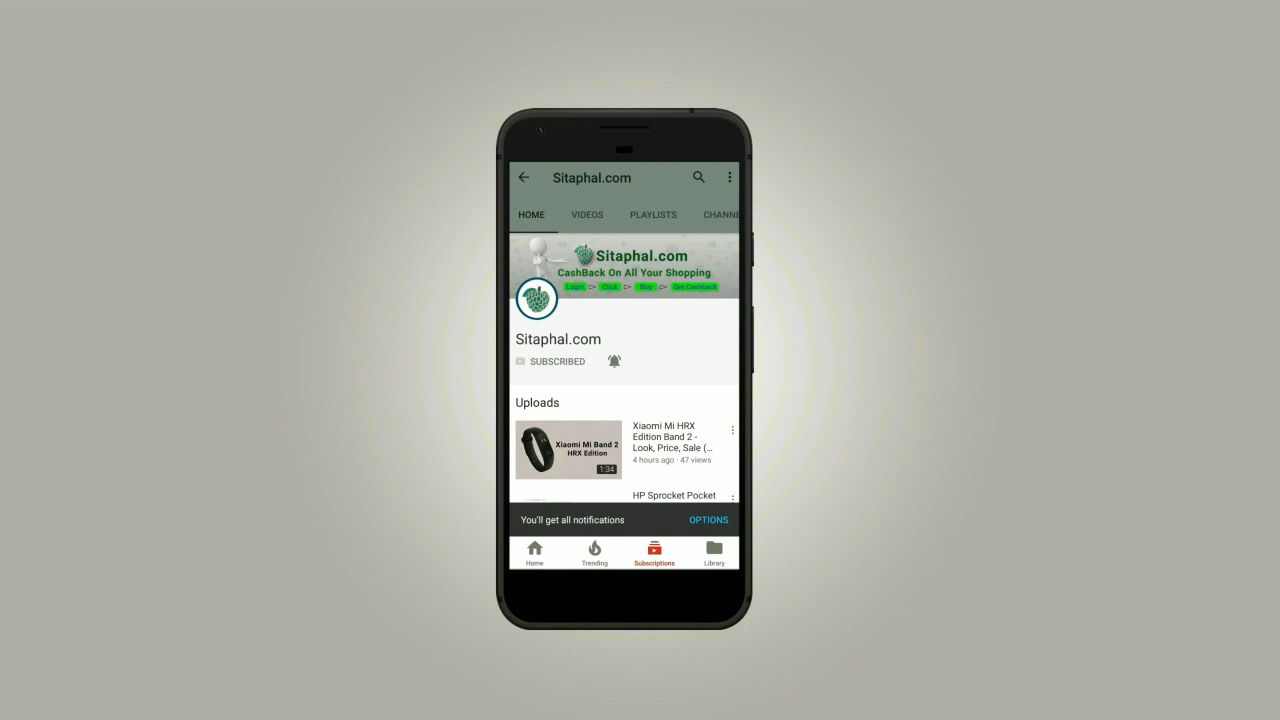 Sitaphal.com
HOME VIDEOS PLAYLISTS CHANNE
Sitaphal.com
CashBack On All Your Shopping
Login Click Buy Get Cashback
Sitaphal.com
SUBSCRIBED
Uploads
Xiaomi Mi Band 2
HRX Edition
1:34
Xiaomi Mi HRX
Edition Band 2 -
Look, Price, Sale (...
4 hours ago · 47 views
HP Sprocket Pocket
You'll get all notifications OPTIONS
Home Trending Subscriptions Library